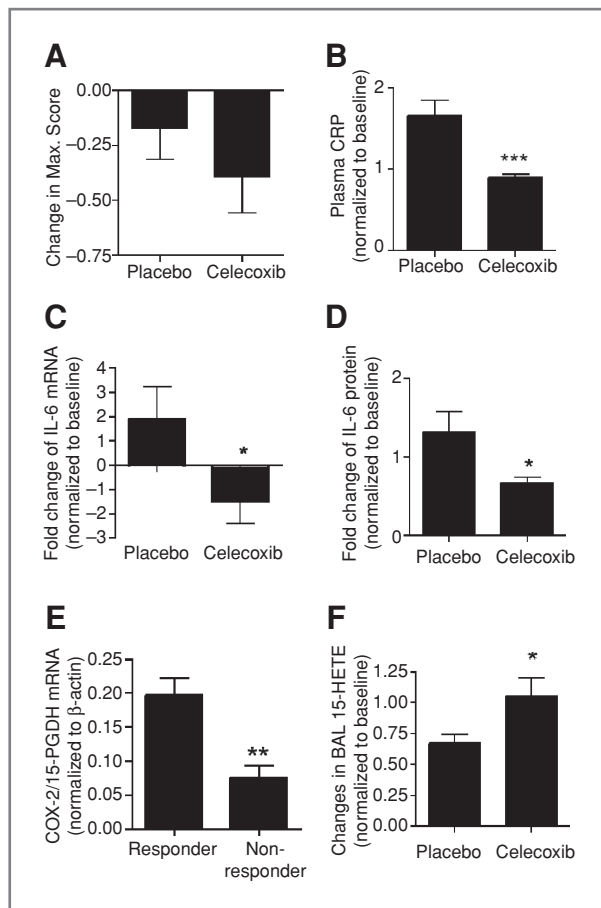 A
Change in Max. Score
0.00
–0.25
–0.50
–0.75
Placebo
Celecoxib
B
Plasma CRP
(normalized to baseline)
2
1
0
***
Placebo
Celecoxib
C
Fold change of IL-6 mRNA
(normalized to baseline)
4
3
2
1
0
–1
–2
–3
*
Placebo
Celecoxib
D
Fold change of IL-6 protein
(normalized to baseline)
2
1
0
*
Placebo
Celecoxib
E
COX-2/15-PGDH mRNA
(normalized to β-actin)
0.25
0.20
0.15
0.10
0.05
0.00
**
Responder
Non-
responder
F
Changes in BAL 15-HETE
(normalized to baseline)
1.25
1.00
0.75
0.50
0.25
0.00
*
Placebo
Celecoxib